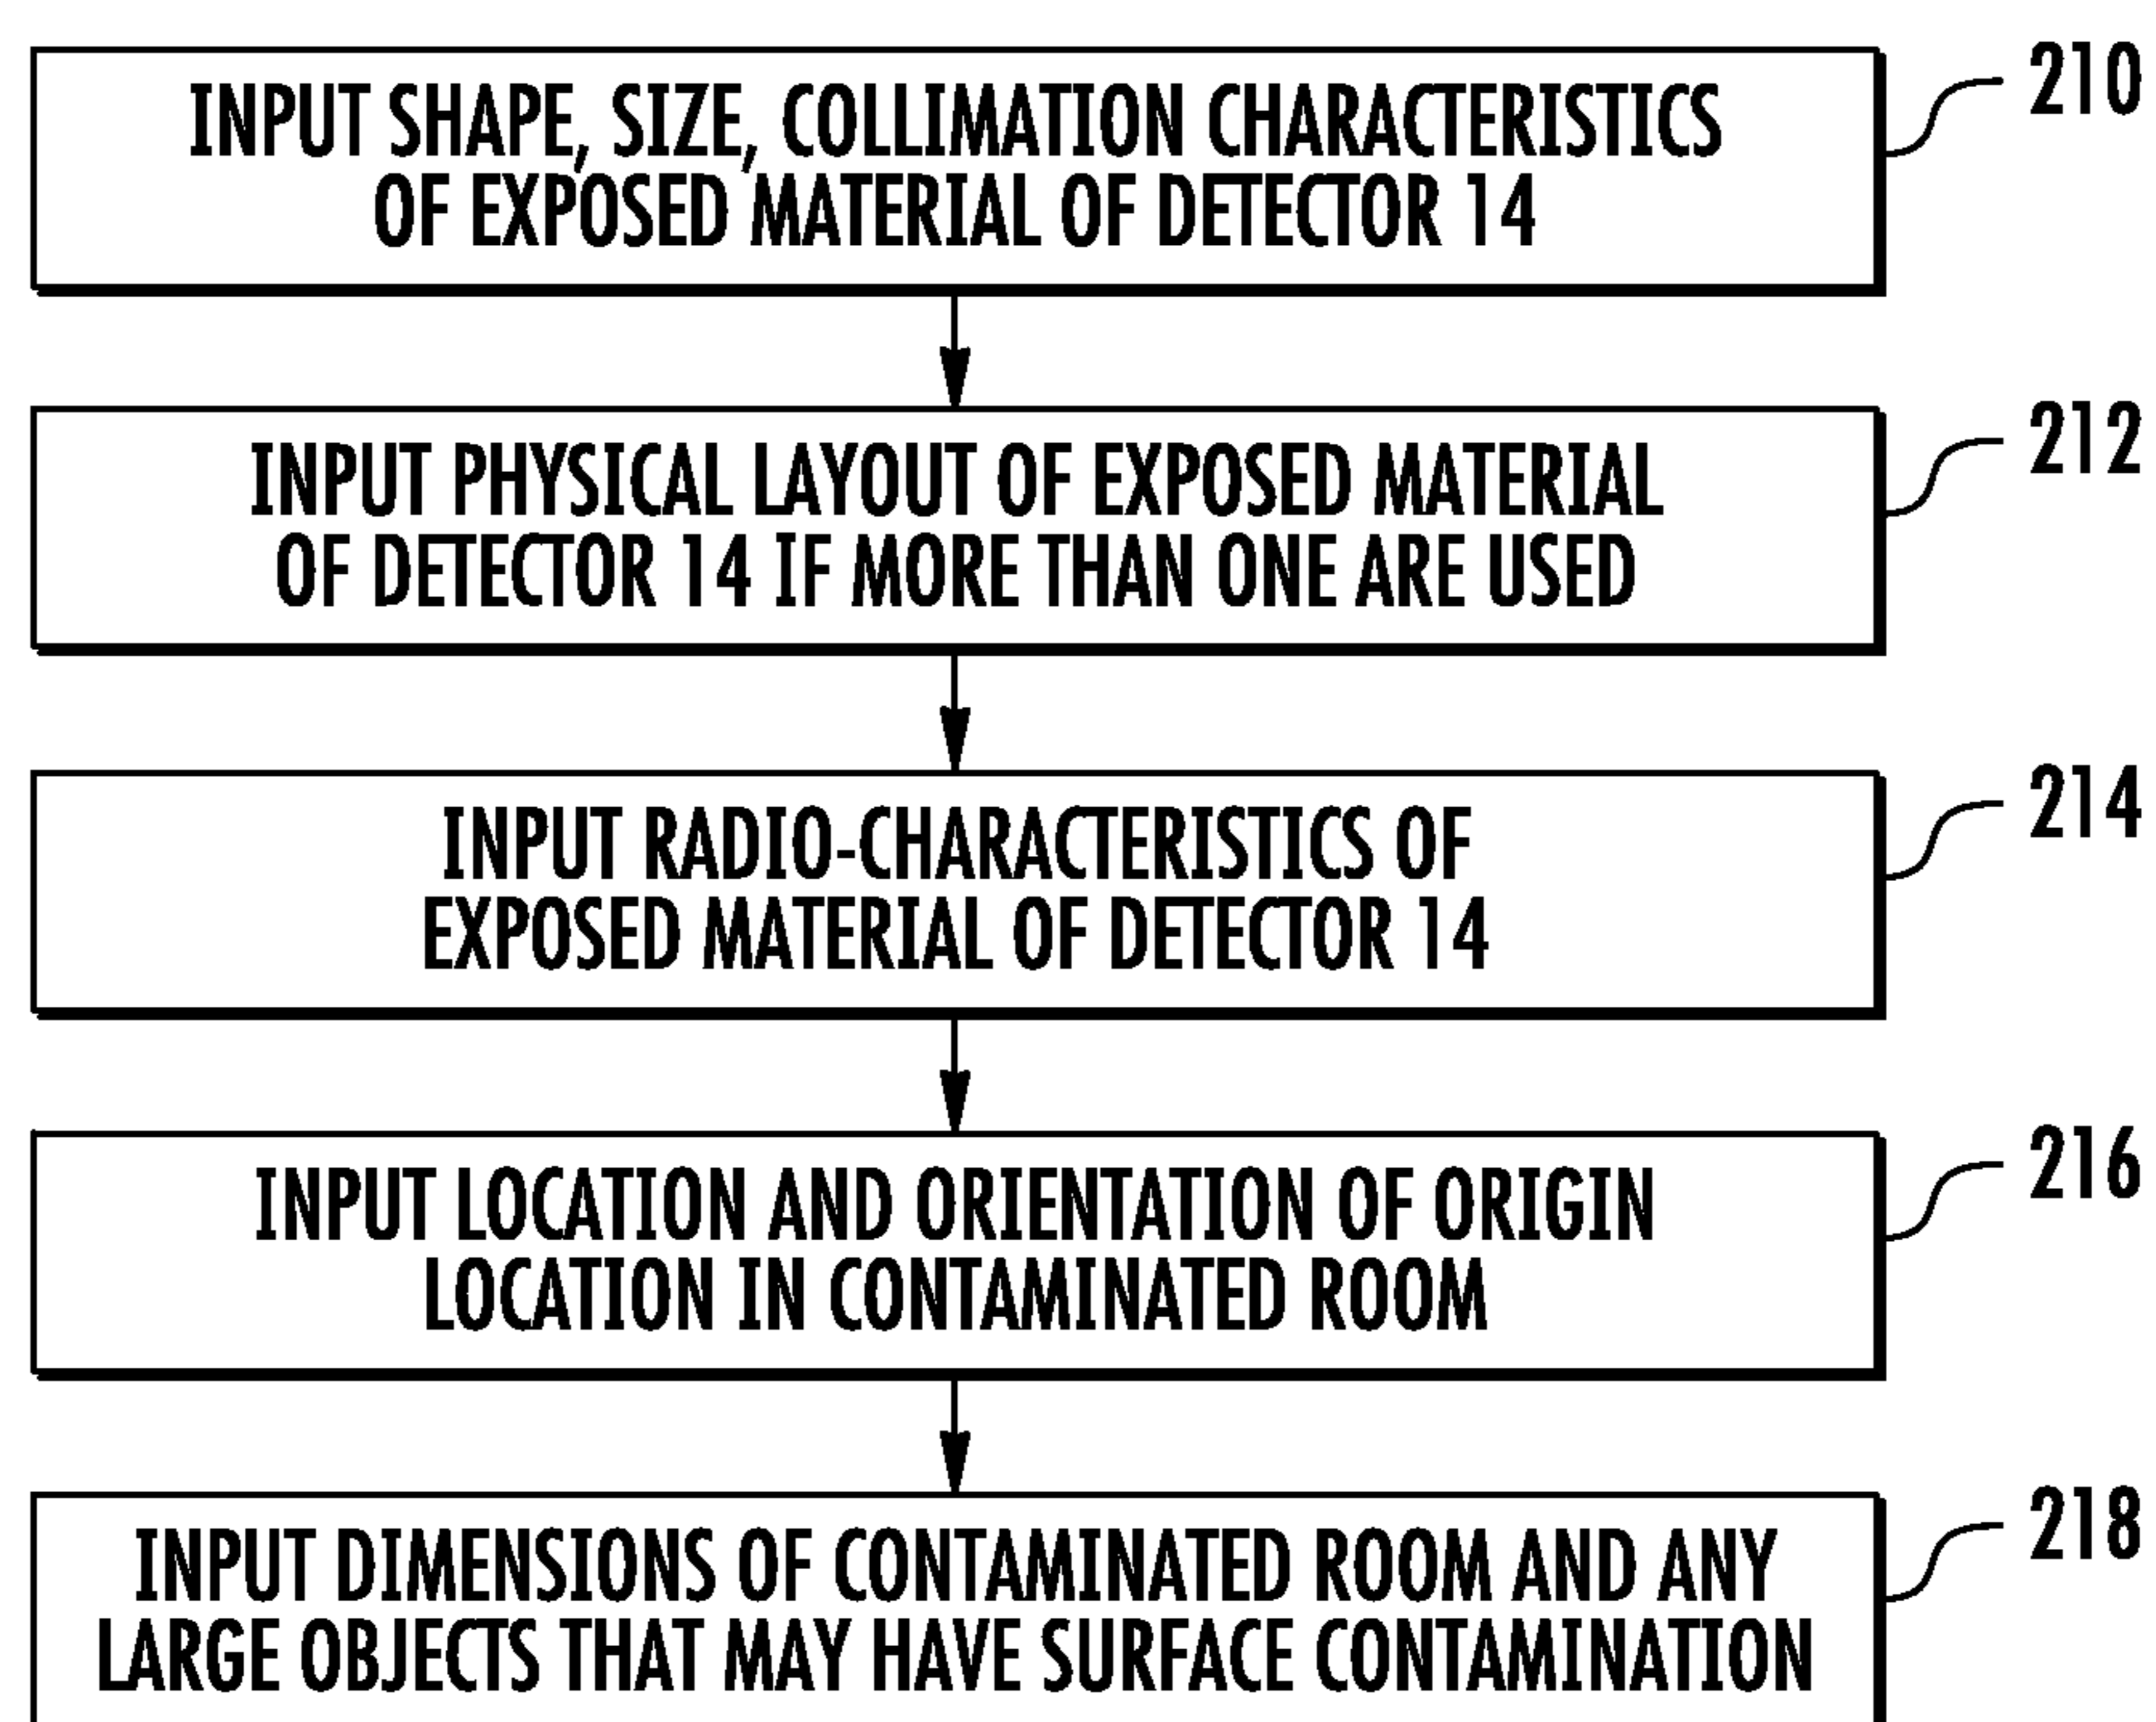 INPUT SHAPE, SIZE, COLLIMATION CHARACTERISTICS
OF EXPOSED MATERIAL OF DETECTOR 14
210
INPUT PHYSICAL LAYOUT OF EXPOSED MATERIAL
OF DETECTOR 14 IF MORE THAN ONE ARE USED
212
INPUT RADIO-CHARACTERISTICS OF
EXPOSED MATERIAL OF DETECTOR 14
214
INPUT LOCATION AND ORIENTATION OF ORIGIN
LOCATION IN CONTAMINATED ROOM
216
INPUT DIMENSIONS OF CONTAMINATED ROOM AND ANY
LARGE OBJECTS THAT MAY HAVE SURFACE CONTAMINATION
218